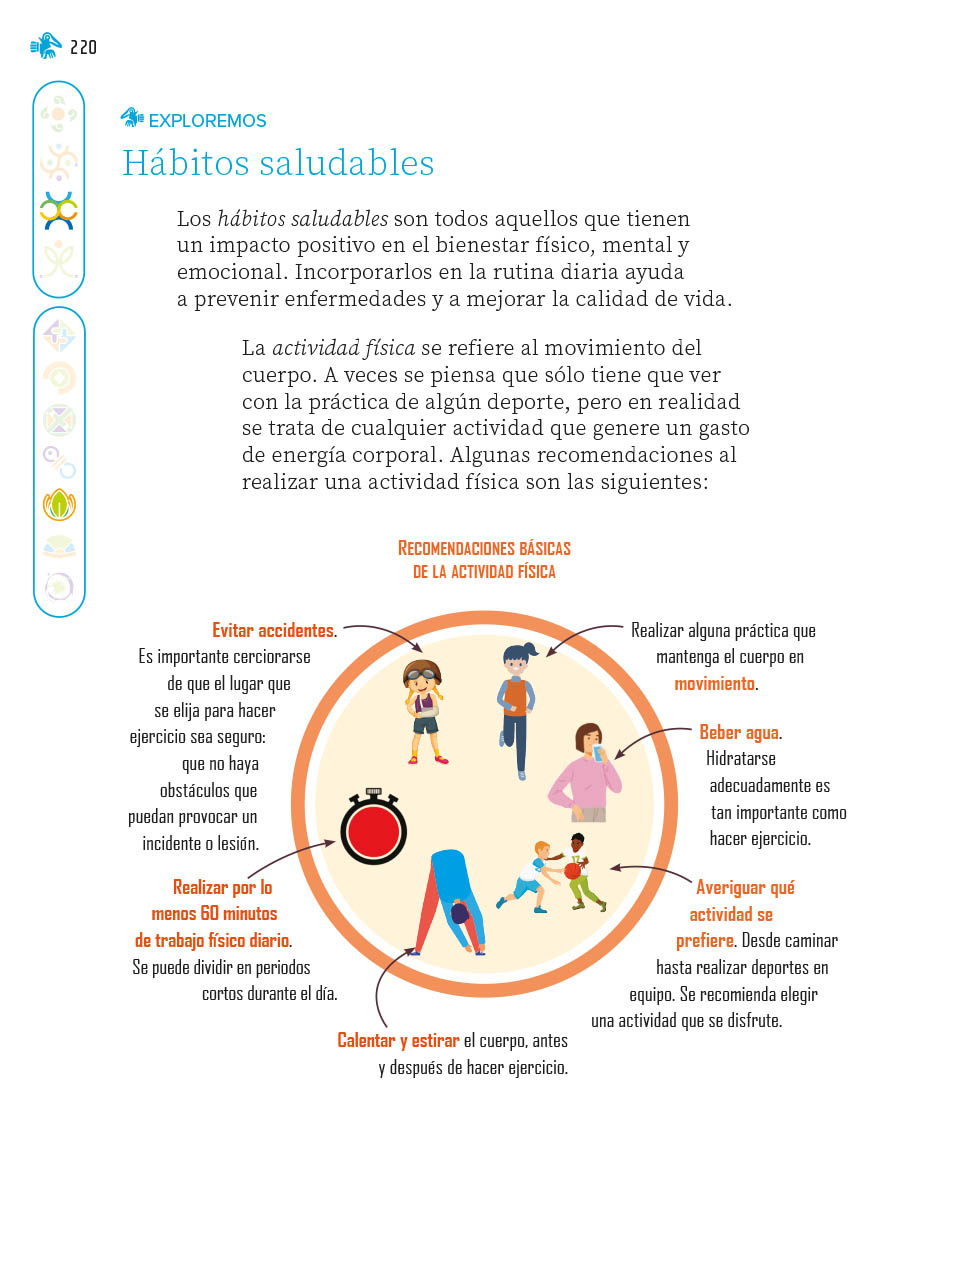 220
EXPLOREMOS
Hábitos saludables
Los hábitos saludables son todos aquellos que tienen
un impacto positivo en el bienestar físico, mental y
emocional. Incorporarlos en la rutina diaria ayuda
a prevenir enfermedades y a mejorar la calidad de vida.
La actividad física se refiere al movimiento del
cuerpo. A veces se piensa que sólo tiene que ver
con la práctica de algún deporte, pero en realidad
se trata de cualquier actividad que genere un gasto
de energía corporal. Algunas recomendaciones al
realizar una actividad física son las siguientes:
RECOMENDACIONES BÁSICAS
DE LA ACTIVIDAD FÍSICA
Evitar accidentes.
Es importante cerciorarse
de que el lugar que
se elija para hacer
ejercicio sea seguro:
que no haya
obstáculos que
puedan provocar un
incidente o lesión.
Realizar alguna práctica que
mantenga el cuerpo en
movimiento.
Beber agua.
Hidratarse
adecuadamente es
tan importante como
hacer ejercicio.
Realizar por lo
menos 60 minutos
de trabajo físico diario.
Se puede dividir en periodos
cortos durante el día.
Averiguar qué
actividad se
prefiere. Desde caminar
hasta realizar deportes en
equipo. Se recomienda elegir
una actividad que se disfrute.
Calentar y estirar el cuerpo, antes
y después de hacer ejercicio.